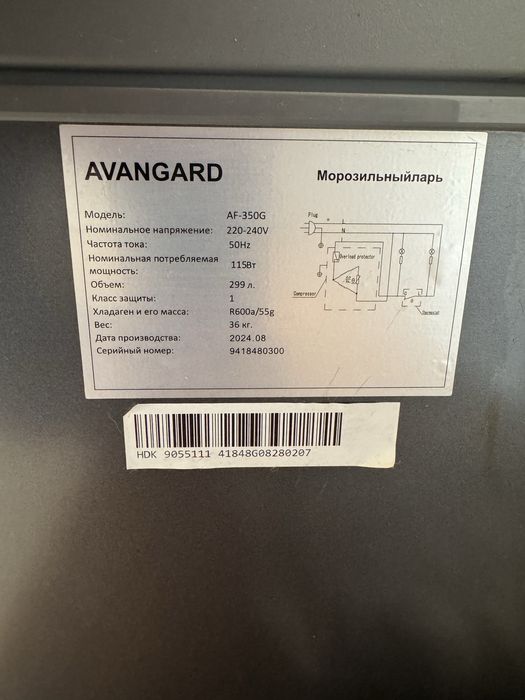 AVANGARD
Морозильныйларь
Модель: AF-350G
Номинальное напряжение: 220-240V
Частота тока: 50Hz
Номинальная потребляемая
мощность: 115Вт
Объем: 299 л.
Класс защиты: 1
Хладаген и его масса: R600a/55g
Вес: 36 кг.
Дата производства: 2024.08
Серийный номер: 9418480300
Plug
L
N
Overload protector
Compressor
Thermostat
HDK 9055111 41848G08280207